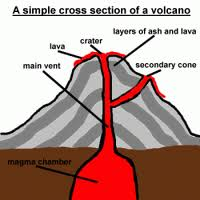 A simple cross section of a volcano
layers of ash and lava
crater
lava
main vent
secondary cone
magma chamber